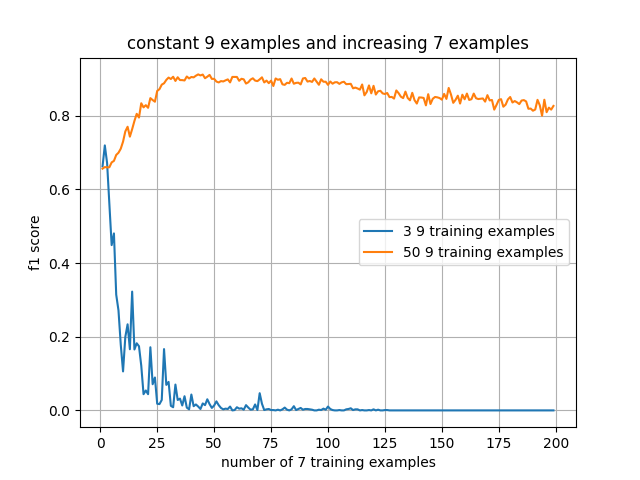 constant 9 examples and increasing 7 examples
f1 score
0.8
0.6
0.4
0.2
0.0
3 9 training examples
50 9 training examples
0 25 50 75 100 125 150 175 200
number of 7 training examples